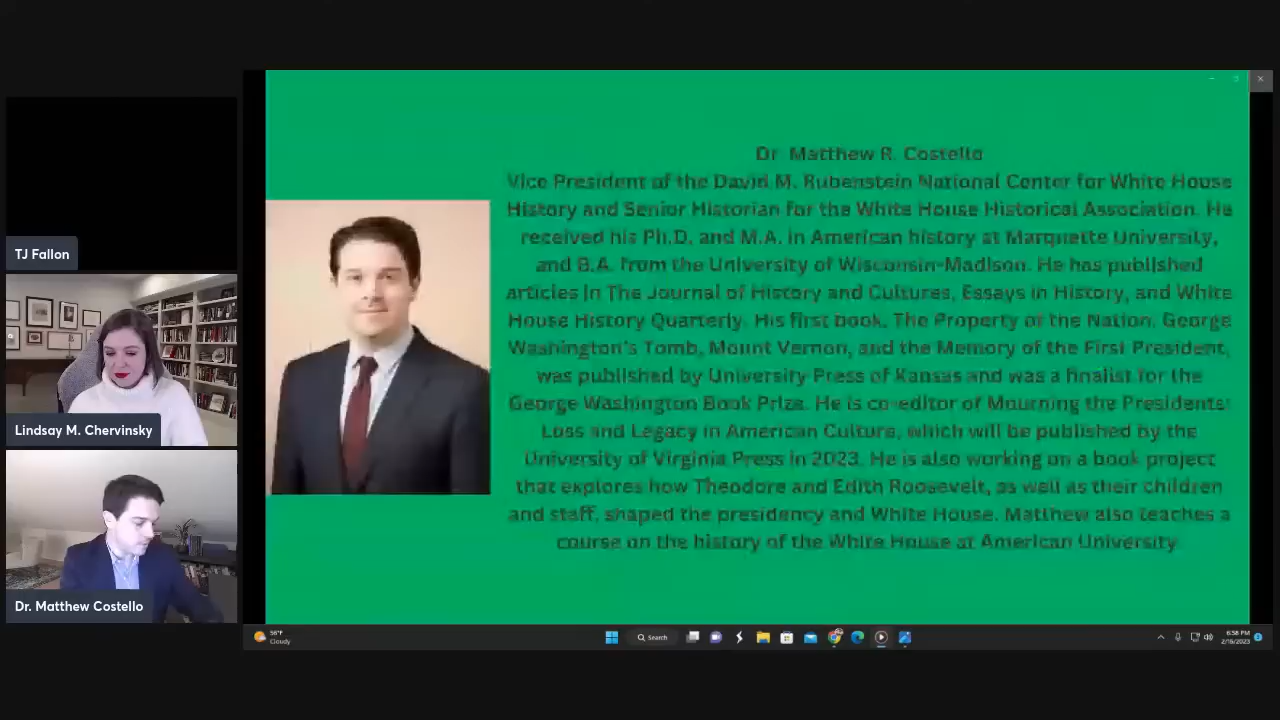 TJ Fallon
Lindsay M. Chervinsky
Dr. Matthew Costello
Dr Matthew R. Costello
Vice President of the David M. Rubenstein National Center for White House
History and Senior Historian for the White House Historical Association. He
received his Ph.D. and M.A. in American history at Marquette University,
and B.A. from the University of Wisconsin-Madison. He has published
articles in The Journal of History and Cultures, Essays in History, and White
House History Quarterly. His first book, The Property of the Nation: George
Washington's Tomb, Mount Vernon, and the Memory of the First President,
was published by University Press of Kansas and was a finalist for the
George Washington Book Prize. He is co-editor of Mourning the Presidents:
Loss and Legacy in American Culture, which will be published by the
University of Virginia Press in 2023. He is also working on a book project
that explores how Theodore and Edith Roosevelt, as well as their children
and staff, shaped the presidency and White House. Matthew also teaches a
course on the history of the White House at American University
56°F
Cloudy
Search
6:58 PM
2/16/2023